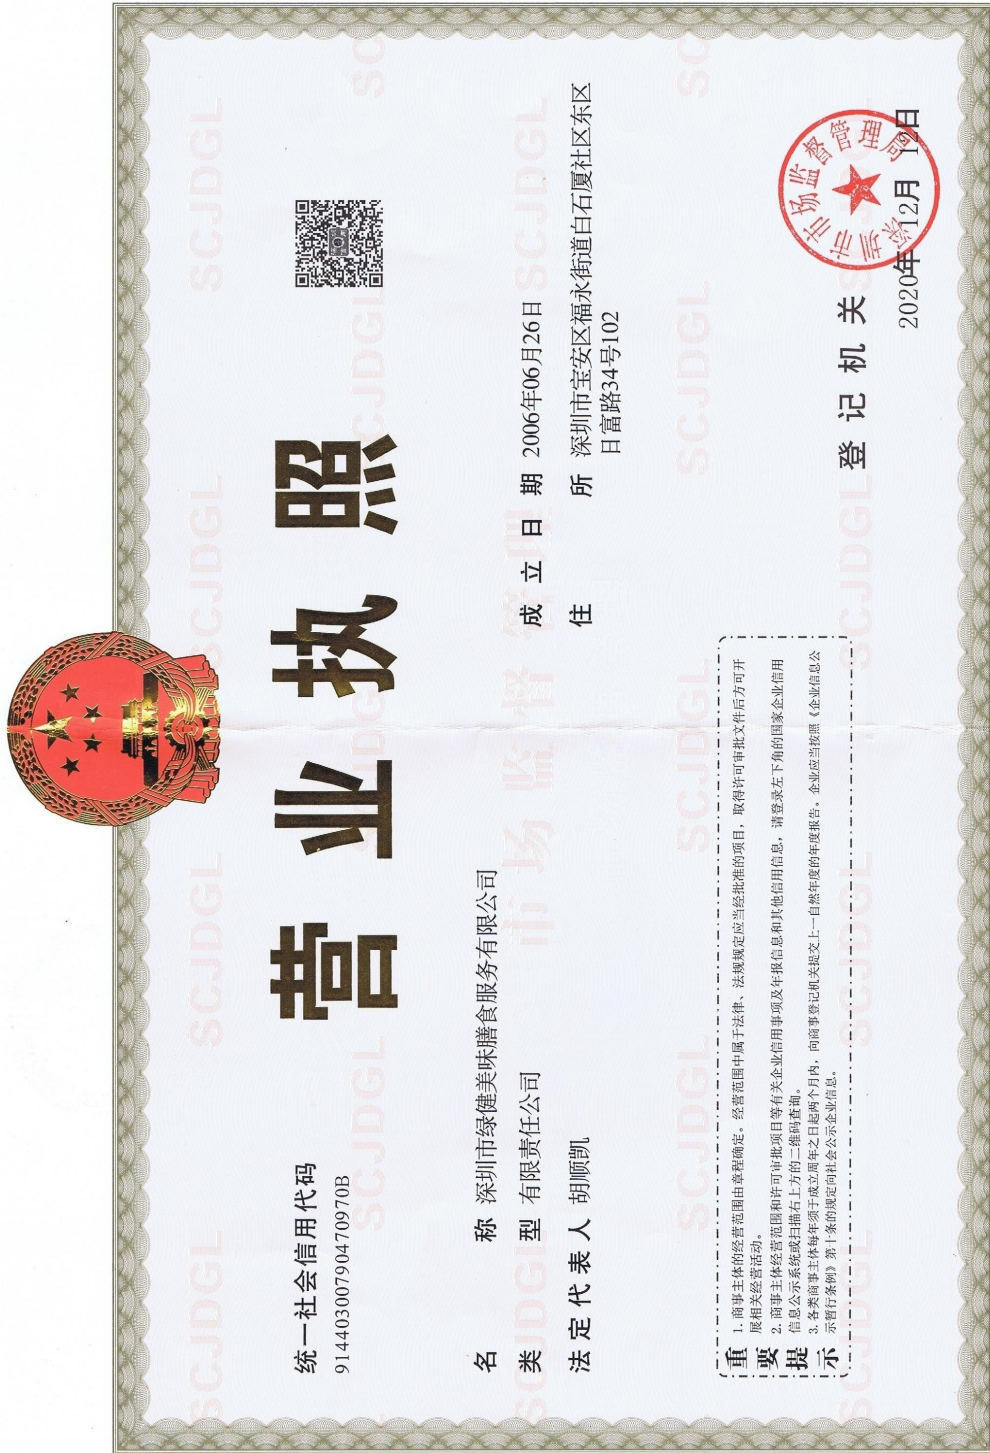 营业执照
统一社会信用代码
91440300790470970B
名称 深圳市绿健美味膳食服务有限公司
类型 有限责任公司
法定代表人 胡顺凯
成立日期 2006年06月26日
住所 深圳市宝安区福永街道白石厦社区东区
日富路34号102
重要提示
1. 商事主体的经营范围由章程确定。经营范围中属于法律、法规规定应当经批准的项目，取得许可审批文件后方可开
展相关经营活动。
2. 商事主体经营范围和许可审批项目等有关企业信用事项及年报信息和其他信用信息，请登录左下角的国家企业信用
信息公示系统或扫描右上方的二维码查询。
3. 各类商事主体每年须于成立周年之日起两个月内，向商事登记机关提交上一自然年度的年度报告。企业应当按照《企业信息公
示暂行条例》第十条的规定向社会公示企业信息。
登记机关
深圳市市场监督管理局
2020年12月12日
SCJDGL
市场监督管理